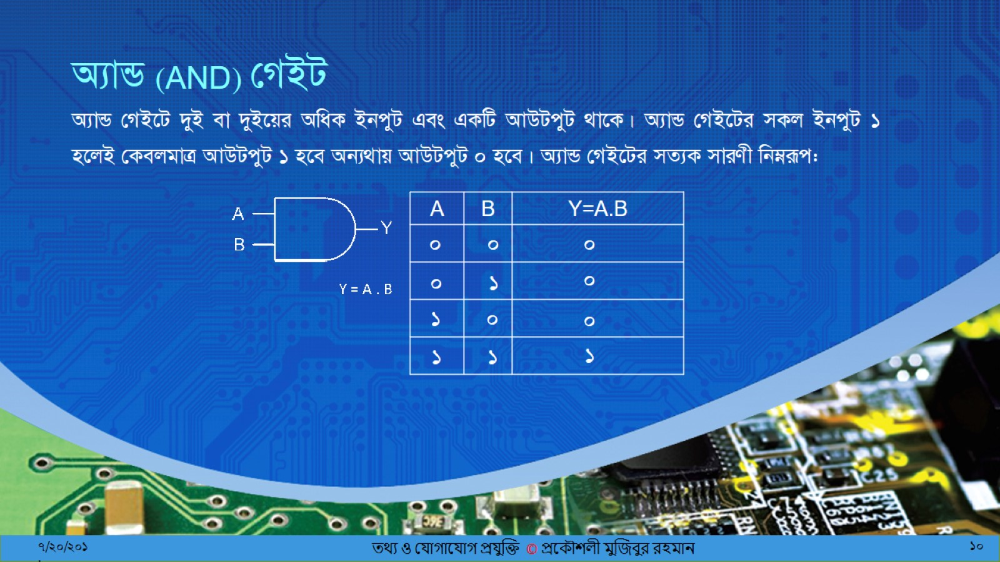 অ্যান্ড (AND) গেইট
অ্যান্ড গেইটে দুই বা দুইয়ের অধিক ইনপুট এবং একটি আউটপুট থাকে। অ্যান্ড গেইটের সকল ইনপুট ১
হলেই কেবলমাত্র আউটপুট ১ হবে অন্যথায় আউটপুট ০ হবে। অ্যান্ড গেইটের সত্যক সারণী নিম্নরূপঃ
A
B
Y
Y = A . B
A B Y=A.B
০ ০ ০
০ ১ ০
১ ০ ০
১ ১ ১
C25
৭/২০/২০১
তথ্য ও যোগাযোগ প্রযুক্তি © প্রকৌশলী মুজিবুর রহমান
১০